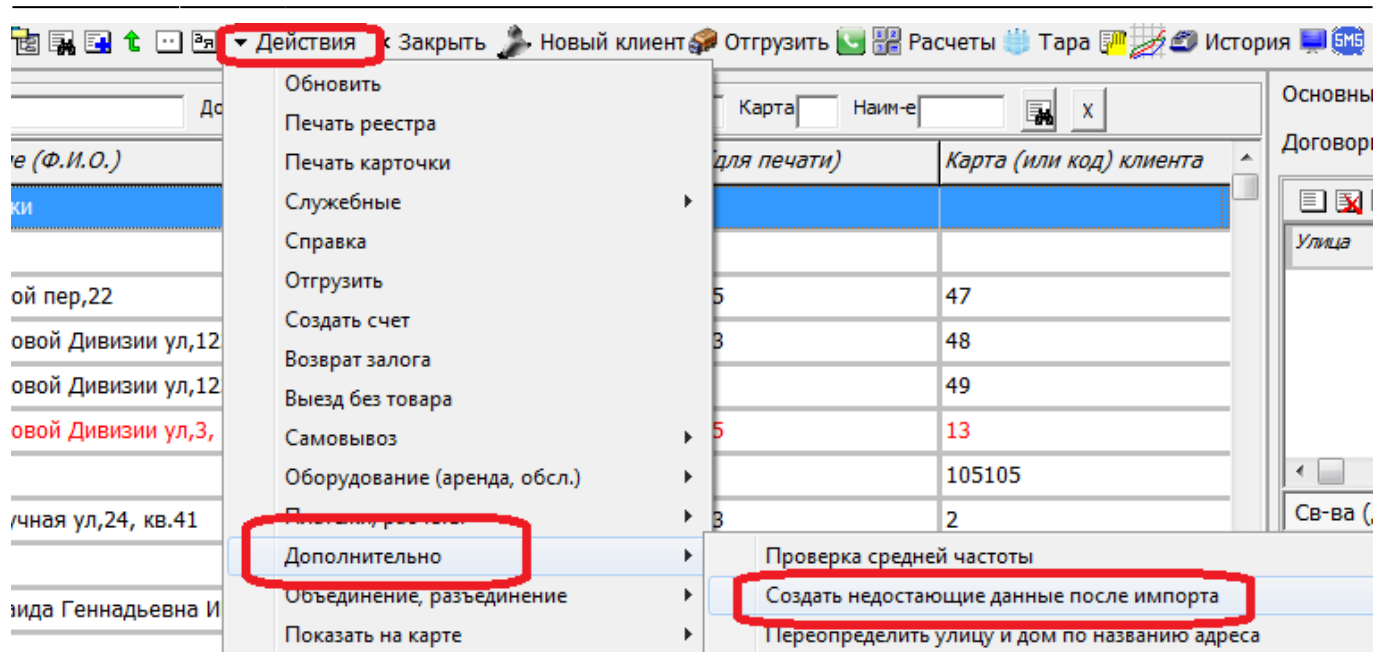 Действия Закрыть Новый клиент Отгрузить Расчеты Тара История SMS
До Карта Наим-е X
Основны
Договор
е (Ф.И.О.) для печати) Карта (или код) клиента
Улица
ки
ой пер,22 5 47
овой Дивизии ул,12 3 48
овой Дивизии ул,12 49
овой Дивизии ул,3, 5 13
105105
учная ул,24, кв.41 3 2
аида Геннадьевна И
Св-ва (
Обновить
Печать реестра
Печать карточки
Служебные
Справка
Отгрузить
Создать счет
Возврат залога
Выезд без товара
Самовывоз
Оборудование (аренда, обсл.)
Дополнительно
Объединение, разъединение
Показать на карте
Проверка средней частоты
Создать недостающие данные после импорта
Переопределить улицу и дом по названию адреса